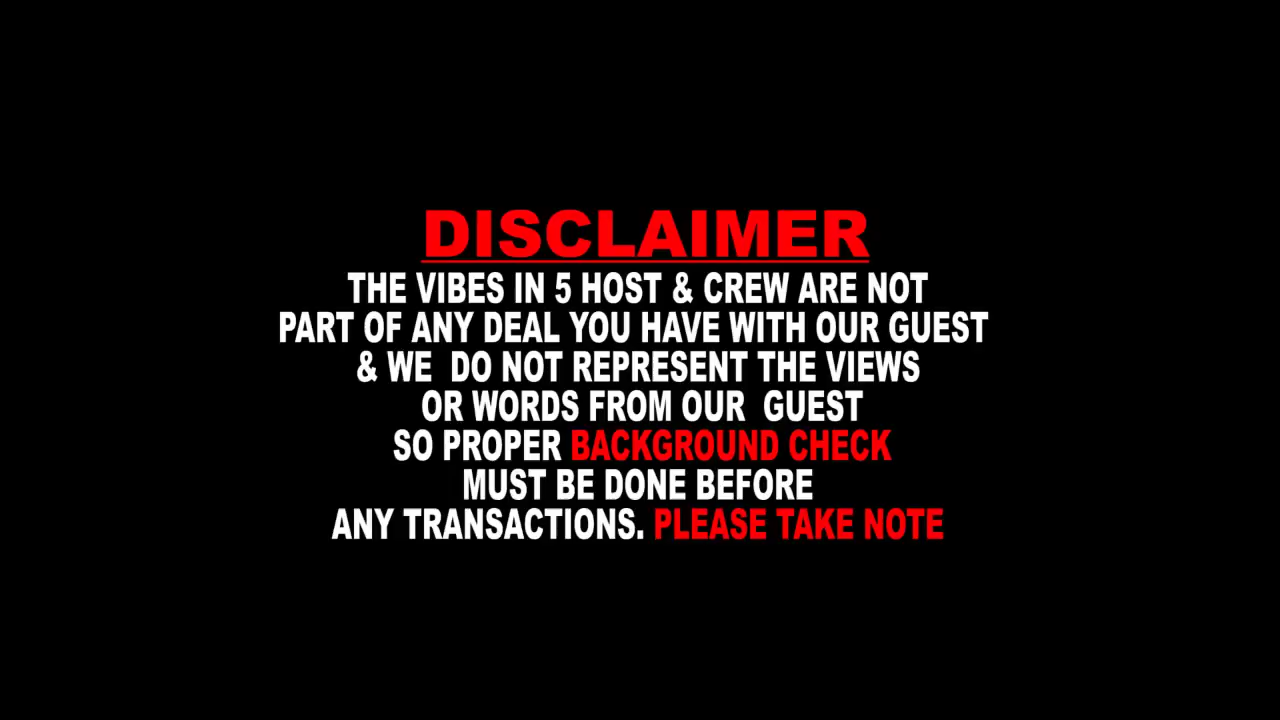 DISCLAIMER
THE VIBES IN 5 HOST & CREW ARE NOT
PART OF ANY DEAL YOU HAVE WITH OUR GUEST
& WE DO NOT REPRESENT THE VIEWS
OR WORDS FROM OUR GUEST
SO PROPER BACKGROUND CHECK
MUST BE DONE BEFORE
ANY TRANSACTIONS. PLEASE TAKE NOTE